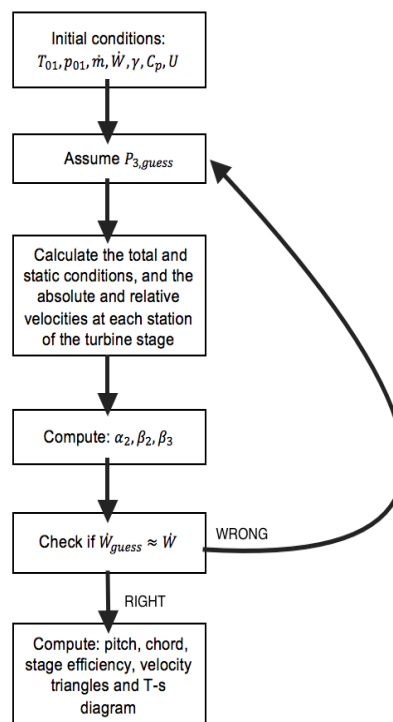 Initial conditions:
T₀₁, p₀₁, ṁ, Ẇ, γ, Cₚ, U
Assume P₃,guess
Calculate the total and
static conditions, and the
absolute and relative
velocities at each station
of the turbine stage
Compute: α₂, β₂, β₃
Check if Ẇguess ≈ Ẇ
WRONG
RIGHT
Compute: pitch, chord,
stage efficiency, velocity
triangles and T-s
diagram